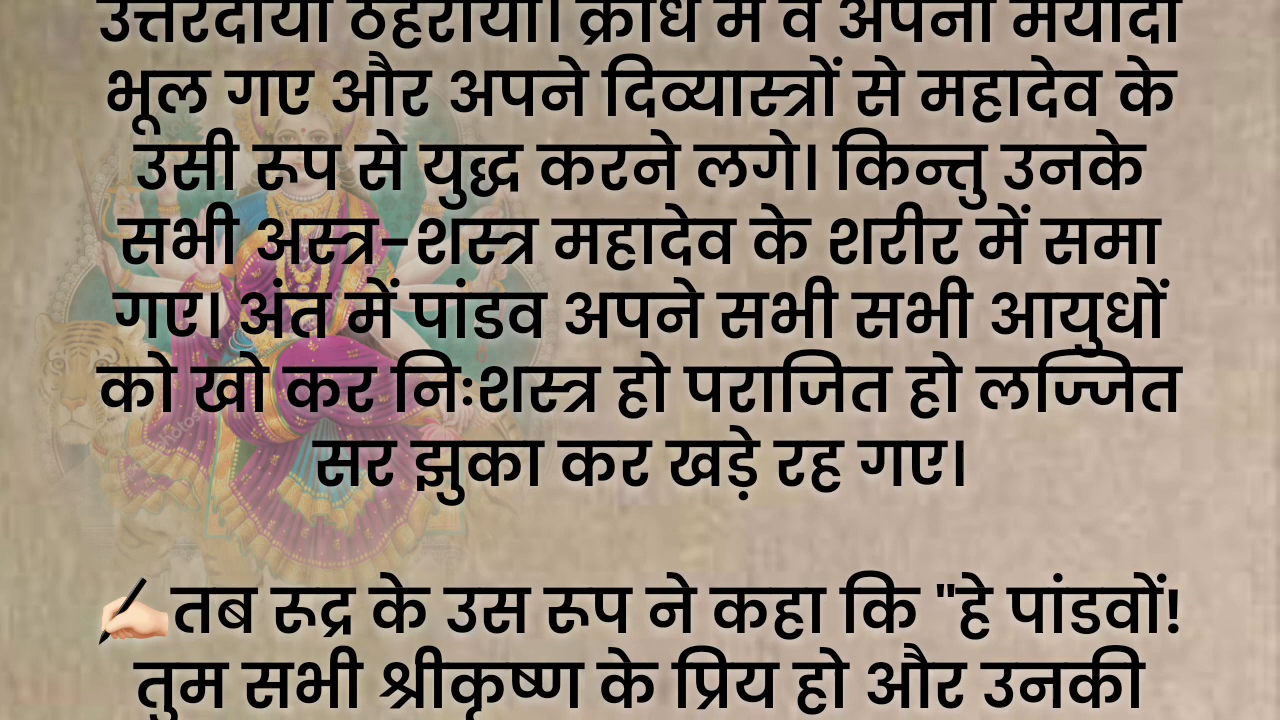 उत्तरदायी ठहराया। क्रोध में वे अपनी मर्यादा
भूल गए और अपने दिव्यास्त्रों से महादेव के
उसी रूप से युद्ध करने लगे। किन्तु उनके
सभी अस्त्र-शस्त्र महादेव के शरीर में समा
गए। अंत में पांडव अपने सभी सभी आयुधों
को खो कर निःशस्त्र हो पराजित हो लज्जित
सर झुका कर खड़े रह गए।
✍🏻तब रूद्र के उस रूप ने कहा कि "हे पांडवों!
तुम सभी श्रीकृष्ण के प्रिय हो और उनकी